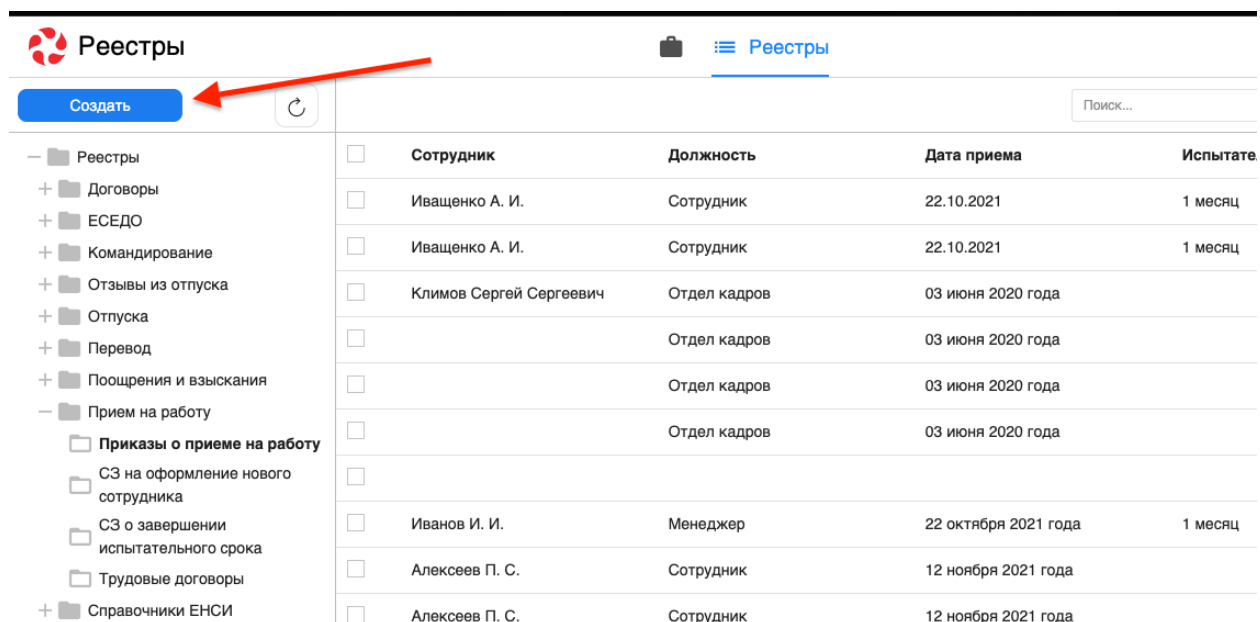 Реестры
Реестры
Создать
Поиск...
Реестры
Договоры
ЕСЕДО
Командирование
Отзывы из отпуска
Отпуска
Перевод
Поощрения и взыскания
Прием на работу
Приказы о приеме на работу
СЗ на оформление нового
сотрудника
СЗ о завершении
испытательного срока
Трудовые договоры
Справочники ЕНСИ
Сотрудник Должность Дата приема Испытате
Иващенко А. И. Сотрудник 22.10.2021 1 месяц
Иващенко А. И. Сотрудник 22.10.2021 1 месяц
Климов Сергей Сергеевич Отдел кадров 03 июня 2020 года
Отдел кадров 03 июня 2020 года
Отдел кадров 03 июня 2020 года
Отдел кадров 03 июня 2020 года
Иванов И. И. Менеджер 22 октября 2021 года 1 месяц
Алексеев П. С. Сотрудник 12 ноября 2021 года
Алексеев П. С. Сотрудник 12 ноября 2021 года